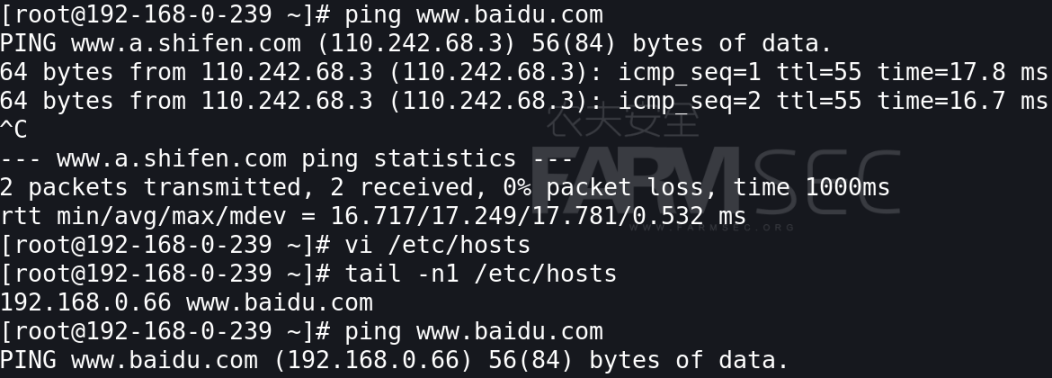 [root@192-168-0-239 ~]# ping www.baidu.com
PING www.a.shifen.com (110.242.68.3) 56(84) bytes of data.
64 bytes from 110.242.68.3 (110.242.68.3): icmp_seq=1 ttl=55 time=17.8 ms
64 bytes from 110.242.68.3 (110.242.68.3): icmp_seq=2 ttl=55 time=16.7 ms
^C
农夫安全
--- www.a.shifen.com ping statistics ---
FARMSEC
2 packets transmitted, 2 received, 0% packet loss, time 1000ms
rtt min/avg/max/mdev = 16.717/17.249/17.781/0.532 ms
WWW.FARMSEC.ORG
[root@192-168-0-239 ~]# vi /etc/hosts
[root@192-168-0-239 ~]# tail -n1 /etc/hosts
192.168.0.66 www.baidu.com
[root@192-168-0-239 ~]# ping www.baidu.com
PING www.baidu.com (192.168.0.66) 56(84) bytes of data.